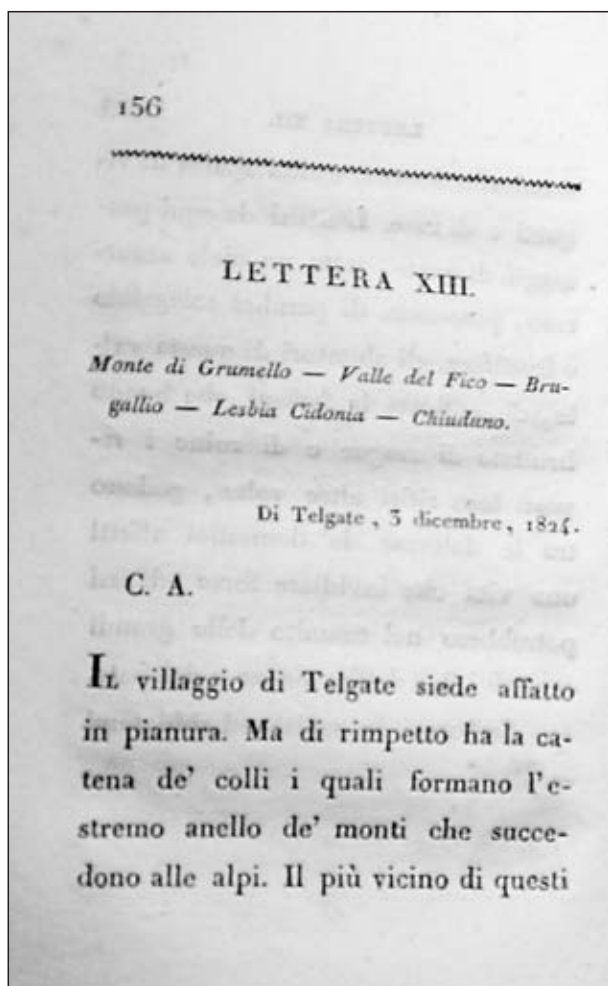 156
LETTERA XIII.
Monte di Grumello — Valle del Fico — Bru-
gallio — Lesbia Cidonia — Chiuduno.
Di Telgate, 3 dicembre, 1824.
C. A.
IL villaggio di Telgate siede affatto
in pianura. Ma di rimpetto ha la ca-
tena de' colli i quali formano l'e-
stremo anello de' monti che succe-
dono alle alpi. Il più vicino di questi